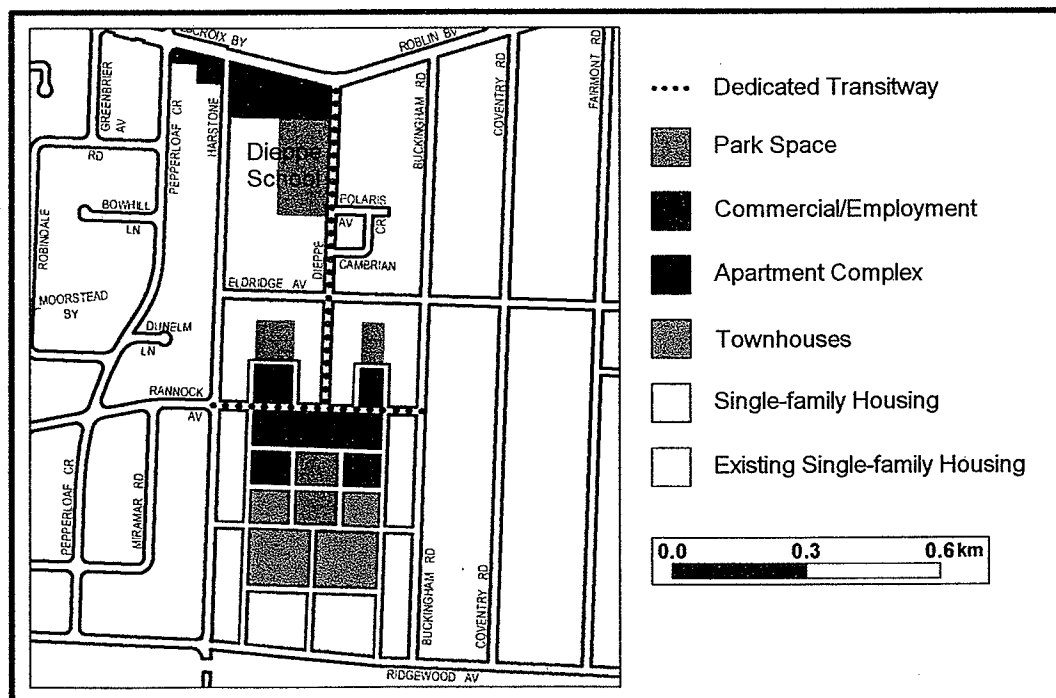 CROIX BY
ROBLIN BV
GREENBRIER
AV
RD
PEPPERLOAF CR
HARSTONE
BUCKINGHAM RD
COVENTRY RD
FAIRMONT RD
Dieppe
School
ROBINDALE
BOWHILL
LN
POLARIS
AV
CR
DIEPPE
CAMBRIAN
ELDRIDGE AV
MOORSTEAD
BY
DUNELM
LN
RANNOCK
AV
PEPPERLOAF CR
MIRAMAR RD
BUCKINGHAM RD
COVENTRY RD
RIDGEWOOD AV
Dedicated Transitway
Park Space
Commercial/Employment
Apartment Complex
Townhouses
Single-family Housing
Existing Single-family Housing
0.0 0.3 0.6 km